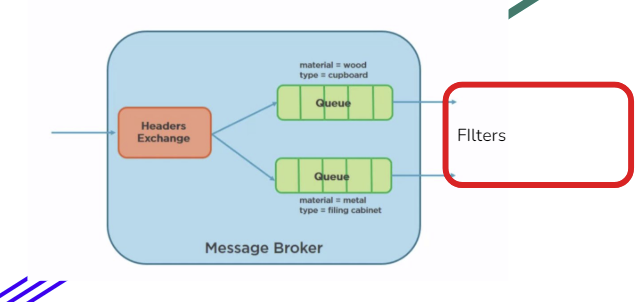 material = wood
type = cupboard
Queue
Headers
Exchange
FIlters
Queue
material = metal
type = filing cabinet
Message Broker